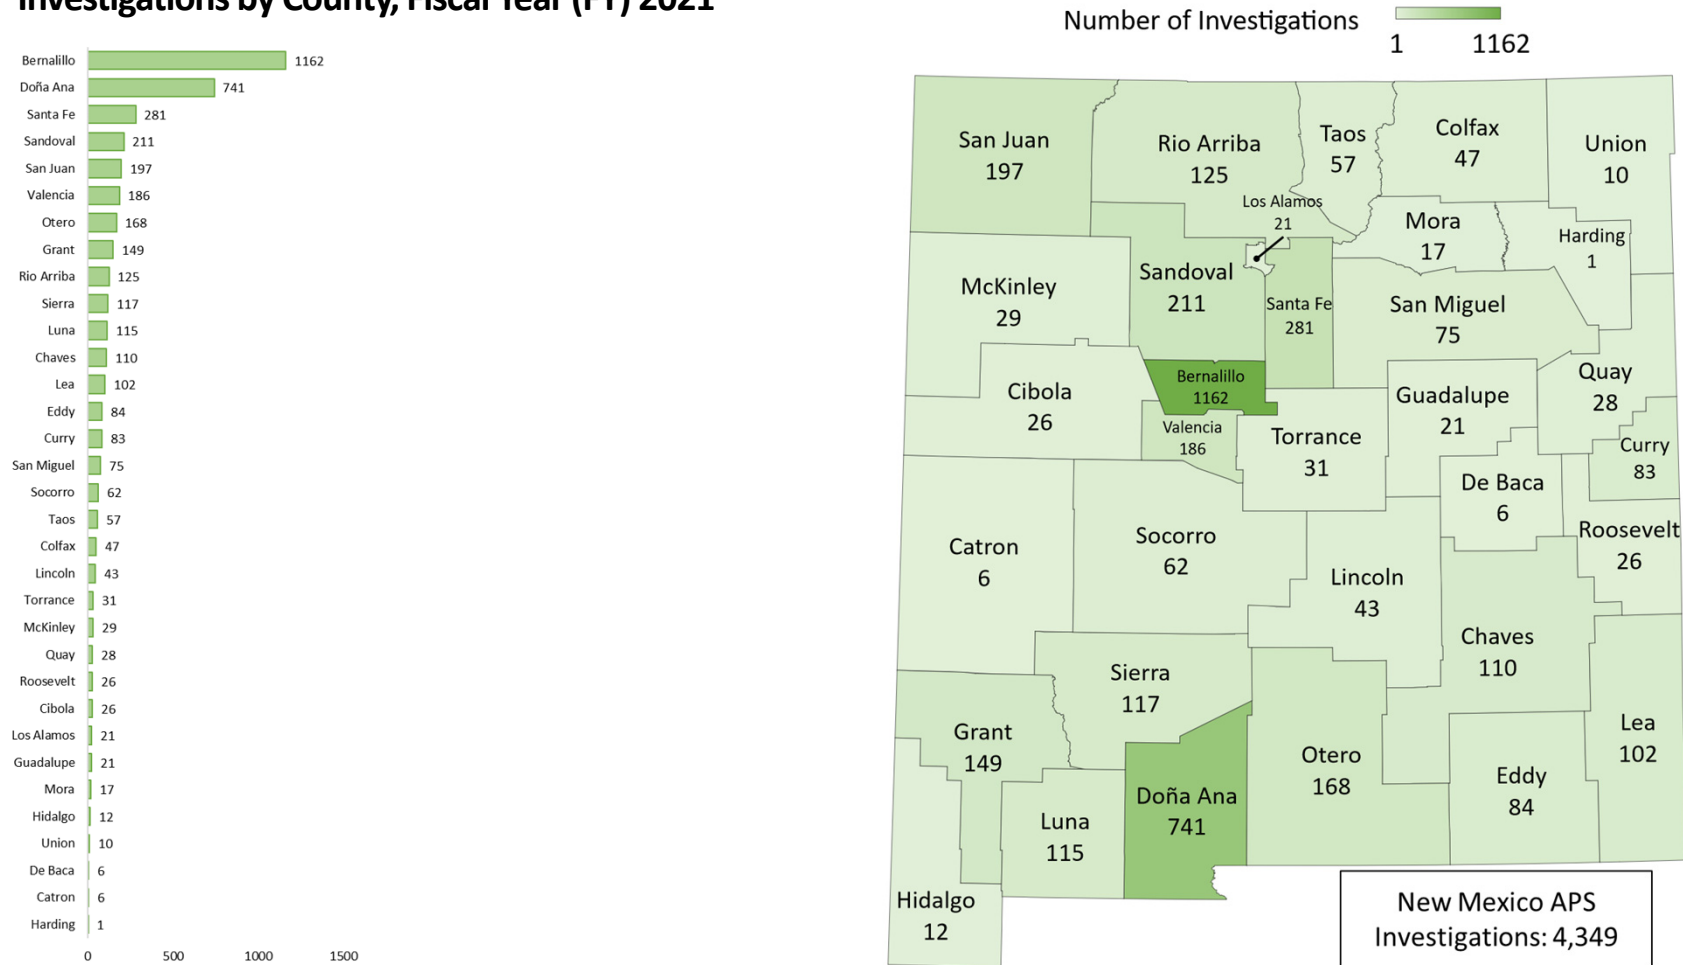 Investigations by County, Fiscal Year (FY) 2021
Bernalillo 1162
Doña Ana 741
Santa Fe 281
Sandoval 211
San Juan 197
Valencia 186
Otero 168
Grant 149
Rio Arriba 125
Sierra 117
Luna 115
Chaves 110
Lea 102
Eddy 84
Curry 83
San Miguel 75
Socorro 62
Taos 57
Colfax 47
Lincoln 43
Torrance 31
McKinley 29
Quay 28
Roosevelt 26
Cibola 26
Los Alamos 21
Guadalupe 21
Mora 17
Hidalgo 12
Union 10
De Baca 6
Catron 6
Harding 1
0 500 1000 1500
Number of Investigations
1 1162
San Juan
197
Rio Arriba
125
Taos
57
Colfax
47
Union
10
Los Alamos
21
Mora
17
Harding
1
McKinley
29
Sandoval
211
Santa Fe
281
San Miguel
75
Cibola
26
Bernalillo
1162
Valencia
186
Torrance
31
Guadalupe
21
Quay
28
Curry
83
De Baca
6
Roosevelt
26
Catron
6
Socorro
62
Lincoln
43
Chaves
110
Sierra
117
Grant
149
Lea
102
Doña Ana
741
Otero
168
Eddy
84
Luna
115
Hidalgo
12
New Mexico APS
Investigations: 4,349